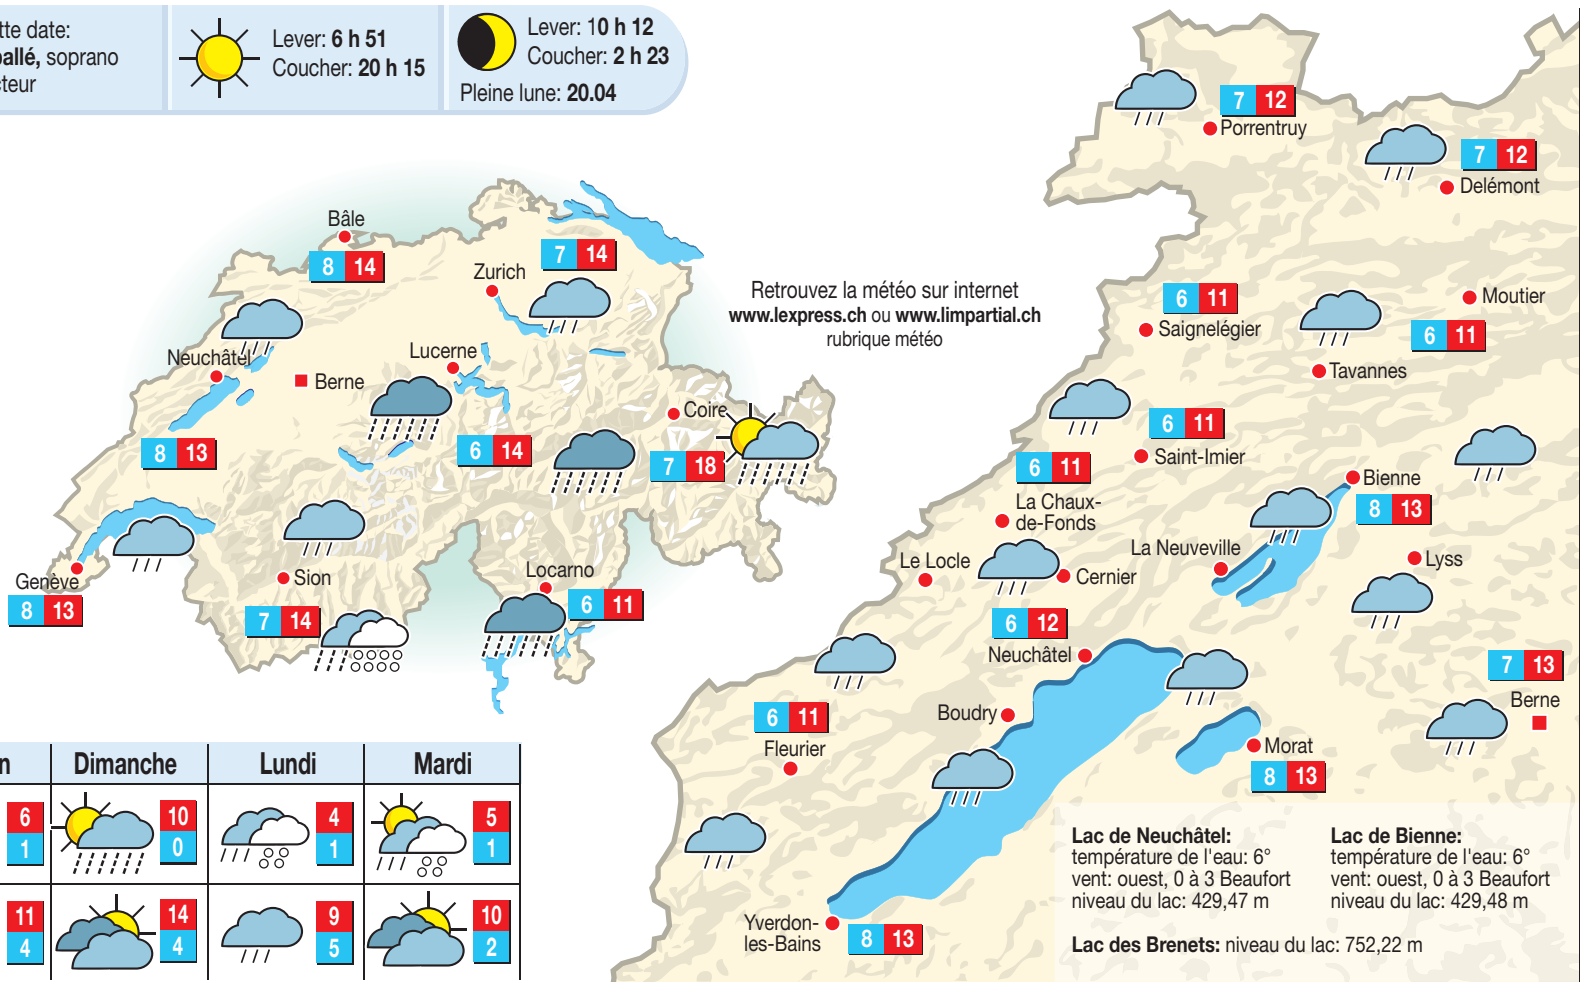 tte date:
ballé, soprano
cteur
Lever: 6 h 51
Coucher: 20 h 15
Lever: 10 h 12
Coucher: 2 h 23
Pleine lune: 20.04
Bâle
8 14
Zurich
7 14
Neuchâtel
8 13
Berne
Lucerne
6 14
Coire
7 18
Genève
8 13
Sion
7 14
Locarno
6 11
Retrouvez la météo sur internet
www.lexpress.ch ou www.limpartial.ch
rubrique météo
7 12
Porrentruy
7 12
Delémont
6 11
Saignelégier
Moutier
6 11
Tavannes
6 11
Saint-Imier
6 11
La Chaux-
de-Fonds
Bienne
8 13
La Neuveville
Lyss
Le Locle
Cernier
6 12
Neuchâtel
7 13
Berne
Boudry
6 11
Fleurier
Morat
8 13
Yverdon-
les-Bains
8 13
n
Dimanche
Lundi
Mardi
6
1
10
0
4
1
5
1
11
4
14
4
9
5
10
2
Lac de Neuchâtel:
température de l'eau: 6°
vent: ouest, 0 à 3 Beaufort
niveau du lac: 429,47 m
Lac de Bienne:
température de l'eau: 6°
vent: ouest, 0 à 3 Beaufort
niveau du lac: 429,48 m
Lac des Brenets: niveau du lac: 752,22 m